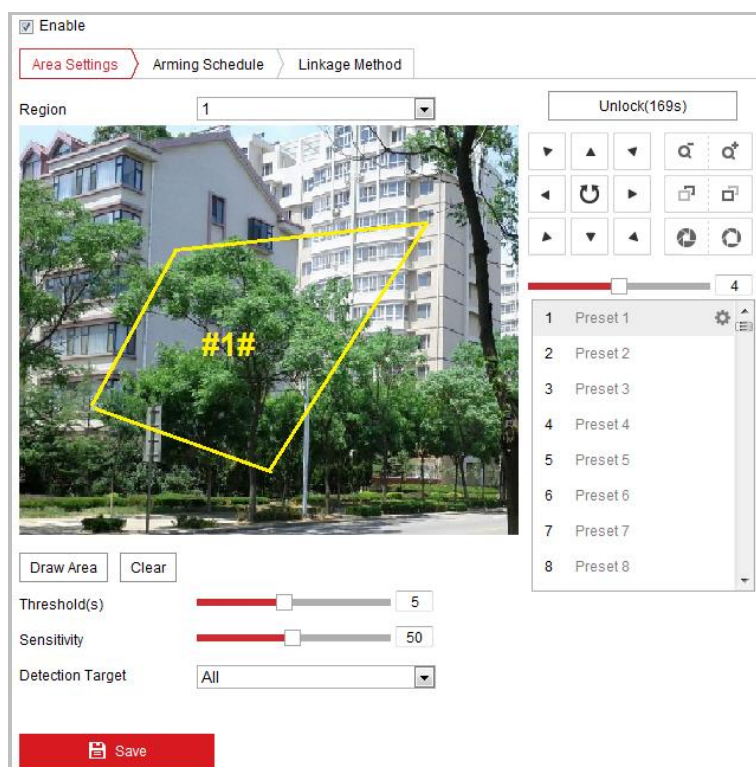 Enable
Area Settings Arming Schedule Linkage Method
Region 1
Unlock(169s)
#1#
4
1 Preset 1
2 Preset 2
3 Preset 3
4 Preset 4
5 Preset 5
6 Preset 6
7 Preset 7
8 Preset 8
Draw Area Clear
Threshold(s) 5
Sensitivity 50
Detection Target All
Save